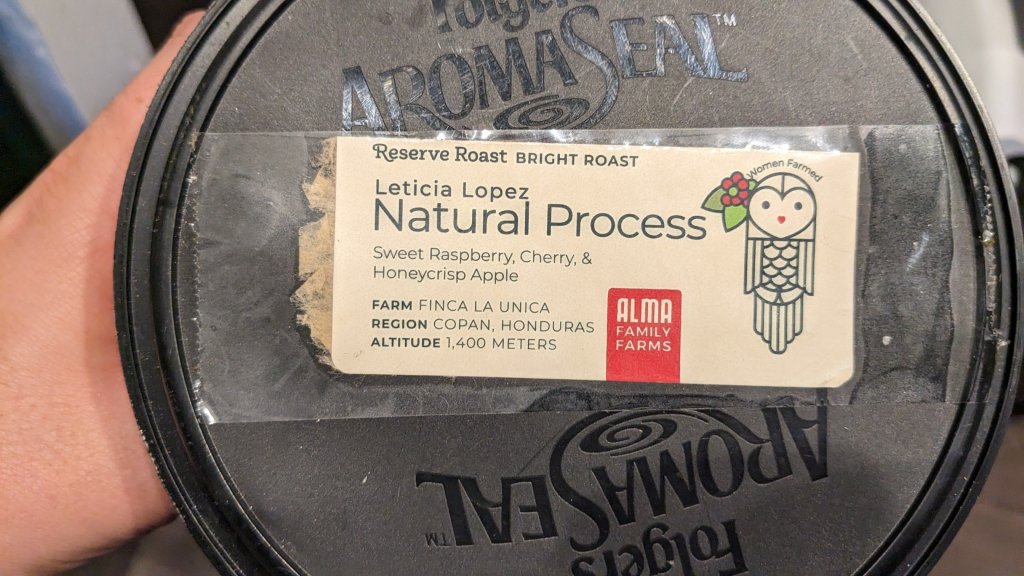 Folgers
AROMASEAL™
Reserve Roast BRIGHT ROAST
Women Farmed
Leticia Lopez
Natural Process
Sweet Raspberry, Cherry, &
Honeycrisp Apple
FARM FINCA LA UNICA
REGION COPAN, HONDURAS
ALTITUDE 1,400 METERS
ALMA
FAMILY
FARMS
Folgers
AROMASEAL™